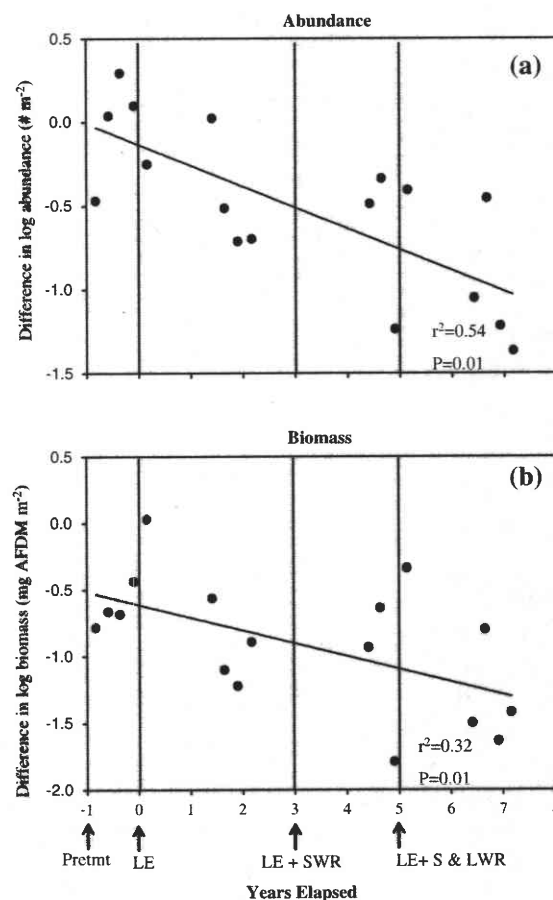 Abundance
(a)
Difference in log abundance (# m-2)
0.5
0.0
-0.5
-1.0
-1.5
r2=0.54
P=0.01
Biomass
(b)
Difference in log biomass (mg AFDM m-2)
0.5
0.0
-0.5
-1.0
-1.5
-2.0
r2=0.32
P=0.01
-1 0 1 2 3 4 5 6 7
Pretmt LE LE + SWR LE+ S & LWR
Years Elapsed